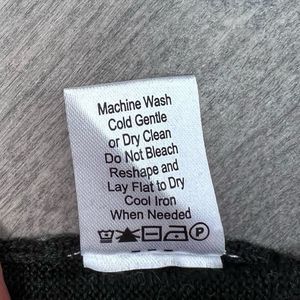 Machine Wash
Cold Gentle
or Dry Clean
Do Not Bleach
Reshape and
Lay Flat to Dry
Cool Iron
When Needed
P